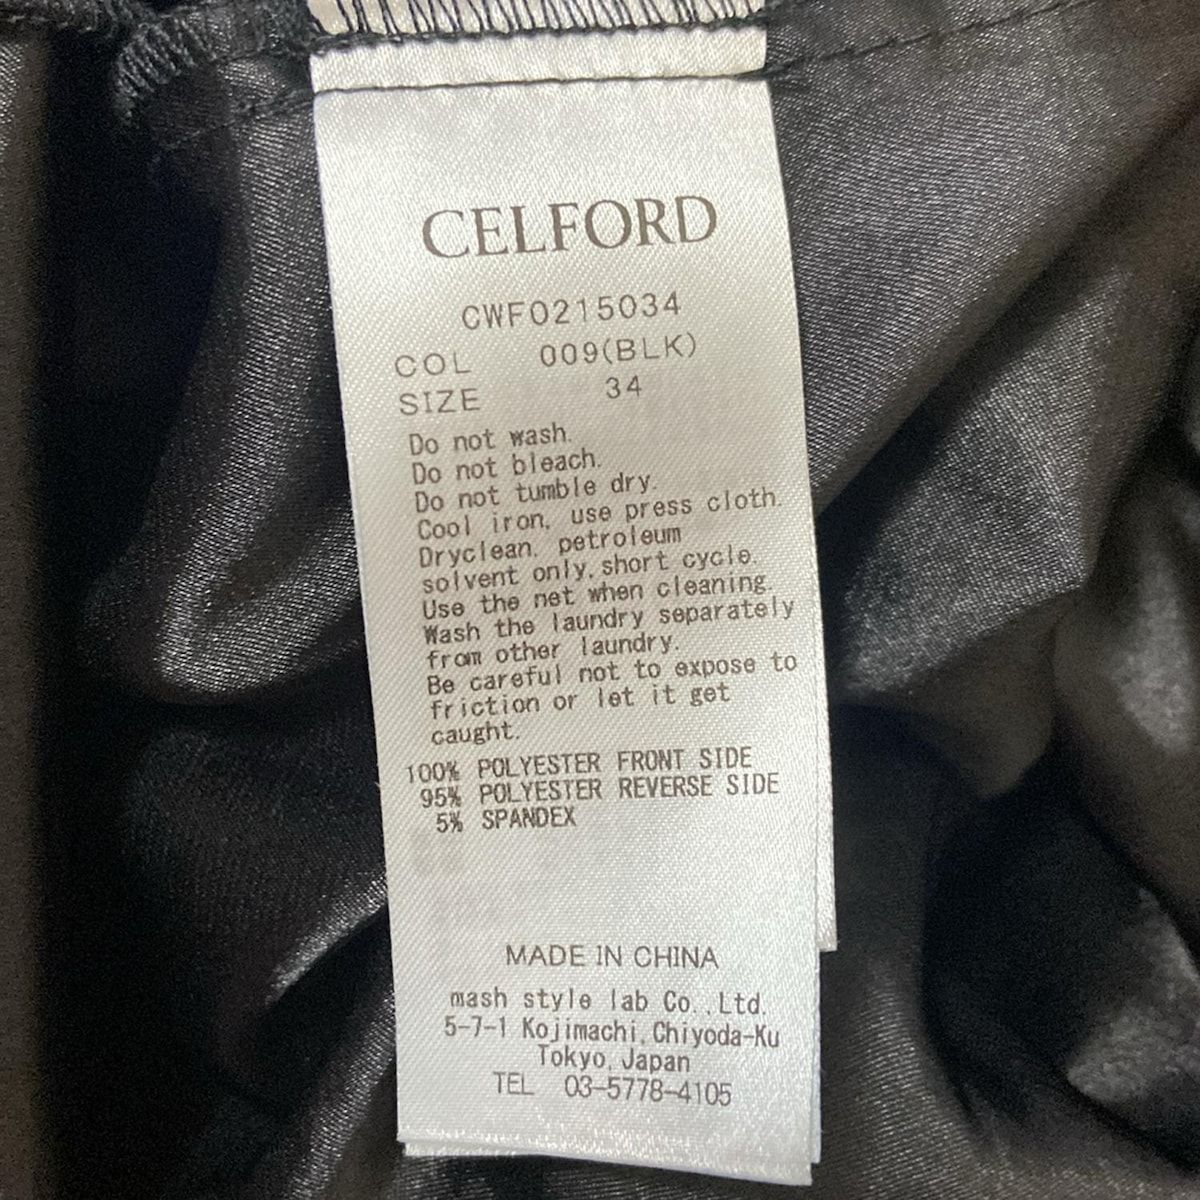 CELFORD
CWFO215034
COL 009(BLK)
SIZE 34
Do not wash.
Do not bleach.
Do not tumble dry.
Cool iron, use press cloth.
Dryclean, petroleum
solvent only,short cycle.
Use the net when cleaning.
Wash the laundry separately
from other laundry.
Be careful not to expose to
friction or let it get
caught.
100% POLYESTER FRONT SIDE
95% POLYESTER REVERSE SIDE
5% SPANDEX
MADE IN CHINA
mash style lab Co.,Ltd.
5-7-1 Kojimachi,Chiyoda-Ku
Tokyo,Japan
TEL 03-5778-4105